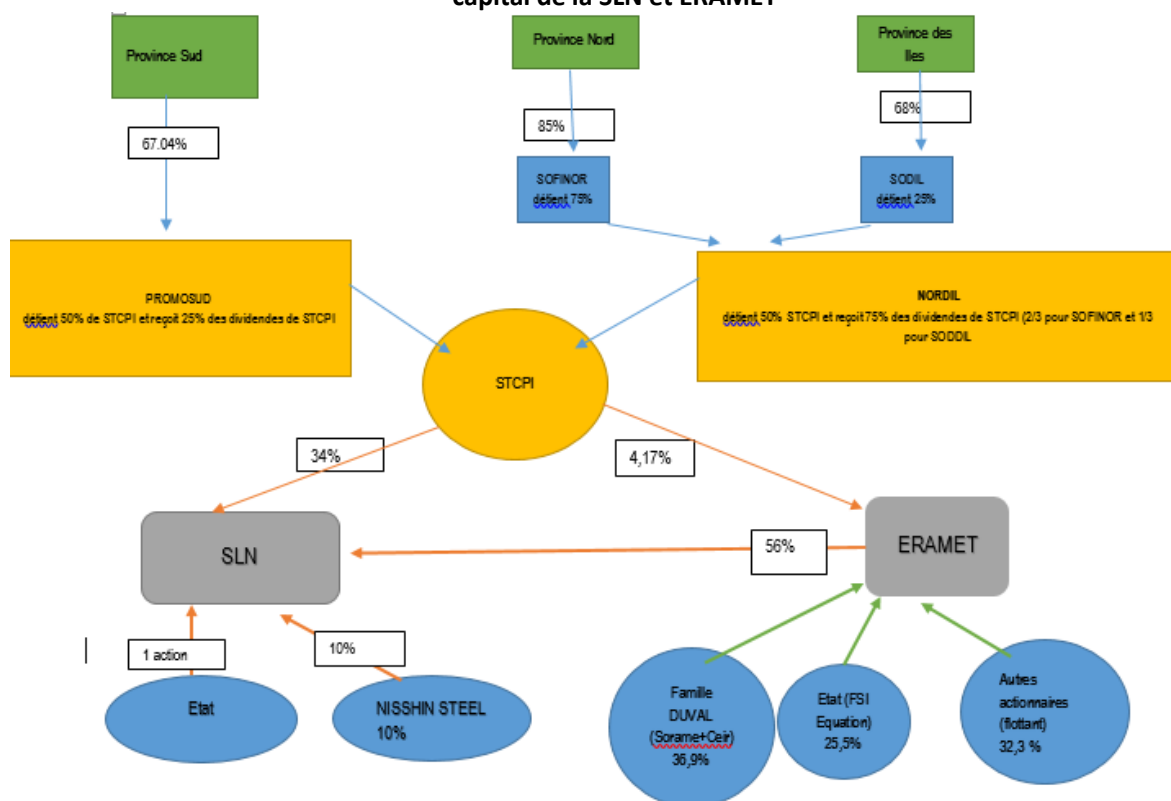 capital de la SLN et ERAMET
Province Sud
Province Nord
Province des
Iles
67.04%
85%
68%
SOFINOR
détient 75%
SODIL
détient 25%
PROMOSUD
détient 50% de STCPI et reçoit 25% des dividendes de STCPI
NORDIL
détient 50% STCPI et reçoit 75% des dividendes de STCPI (2/3 pour SOFINOR et 1/3
pour SODDIL
STCPI
34%
4,17%
SLN
56%
ERAMET
1 action
10%
Etat
NISSHIN STEEL
10%
Famille
DUVAL
(Sorame+Ceir)
36,9%
Etat (FSI
Equation)
25,5%
Autres
actionnaires
(flottant)
32,3 %